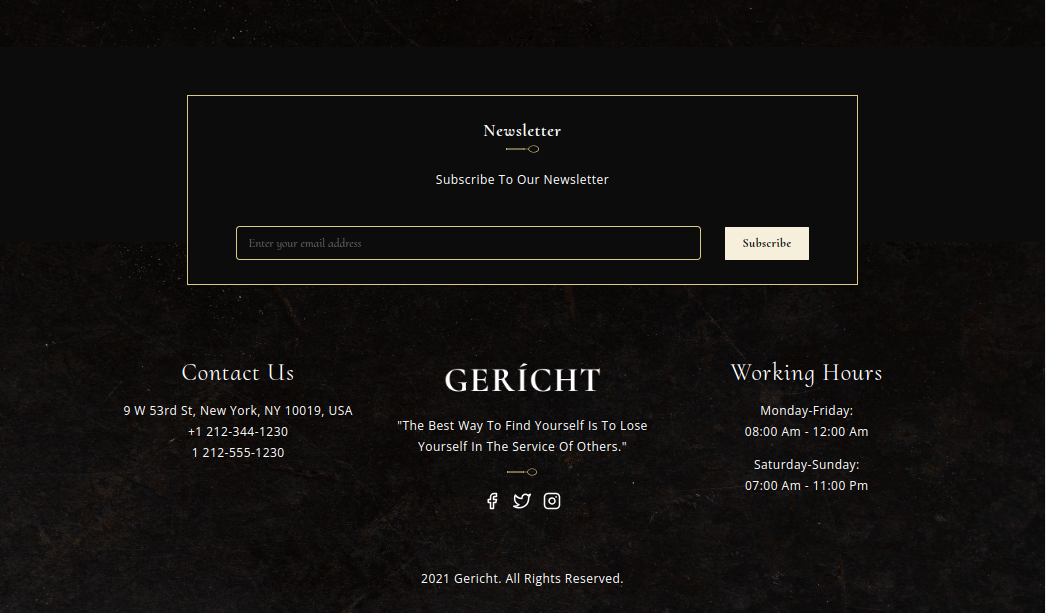 Newsletter
Subscribe To Our Newsletter
Enter your email address
Subscribe
Contact Us
9 W 53rd St, New York, NY 10019, USA
+1 212-344-1230
1 212-555-1230
GERÍCHT
"The Best Way To Find Yourself Is To Lose
Yourself In The Service Of Others."
Working Hours
Monday-Friday:
08:00 Am - 12:00 Am
Saturday-Sunday:
07:00 Am - 11:00 Pm
2021 Gericht. All Rights Reserved.